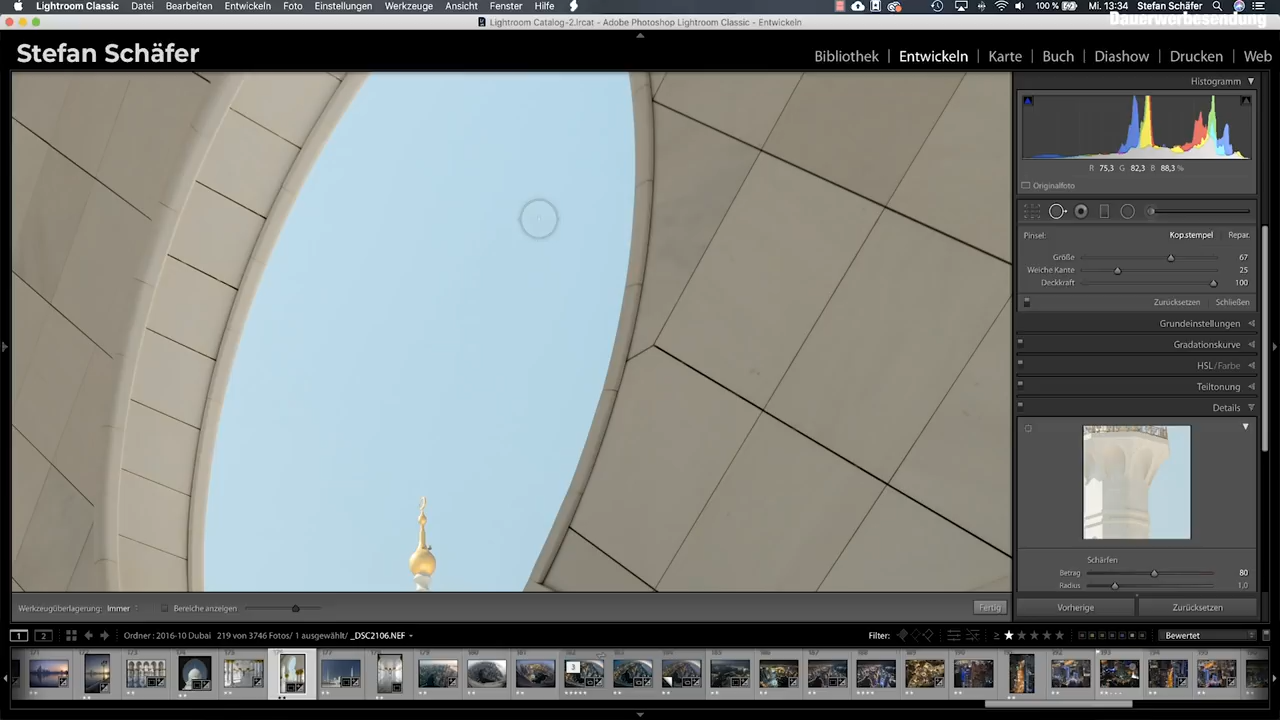 Lightroom Classic Datei Bearbeiten Entwickeln Foto Einstellungen Werkzeuge Ansicht Fenster Hilfe 100 % Mi. 13:34 Stefan Schäfer
Dauerwerbesendung
Lightroom Catalog-2.lrcat - Adobe Photoshop Lightroom Classic - Entwickeln
Stefan Schäfer
Bibliothek | Entwickeln | Karte | Buch | Diashow | Drucken | Web
Histogramm
R 75,3 G 82,3 B 88,3 %
Originalfoto
Pinsel: Kop.stempel Repar.
Größe 67
Weiche Kante 25
Deckkraft 100
Zurücksetzen Schließen
Grundeinstellungen
Gradationskurve
HSL / Farbe
Teiltonung
Details
Schärfen
Betrag 80
Radius 1,0
Werkzeugüberlagerung: Immer Bereiche anzeigen Fertig
Vorherige Zurücksetzen
1 2 Ordner : 2016-10 Dubai 219 von 3746 Fotos/ 1 ausgewählt/ _DSC2106.NEF Filter: ≥ Bewertet